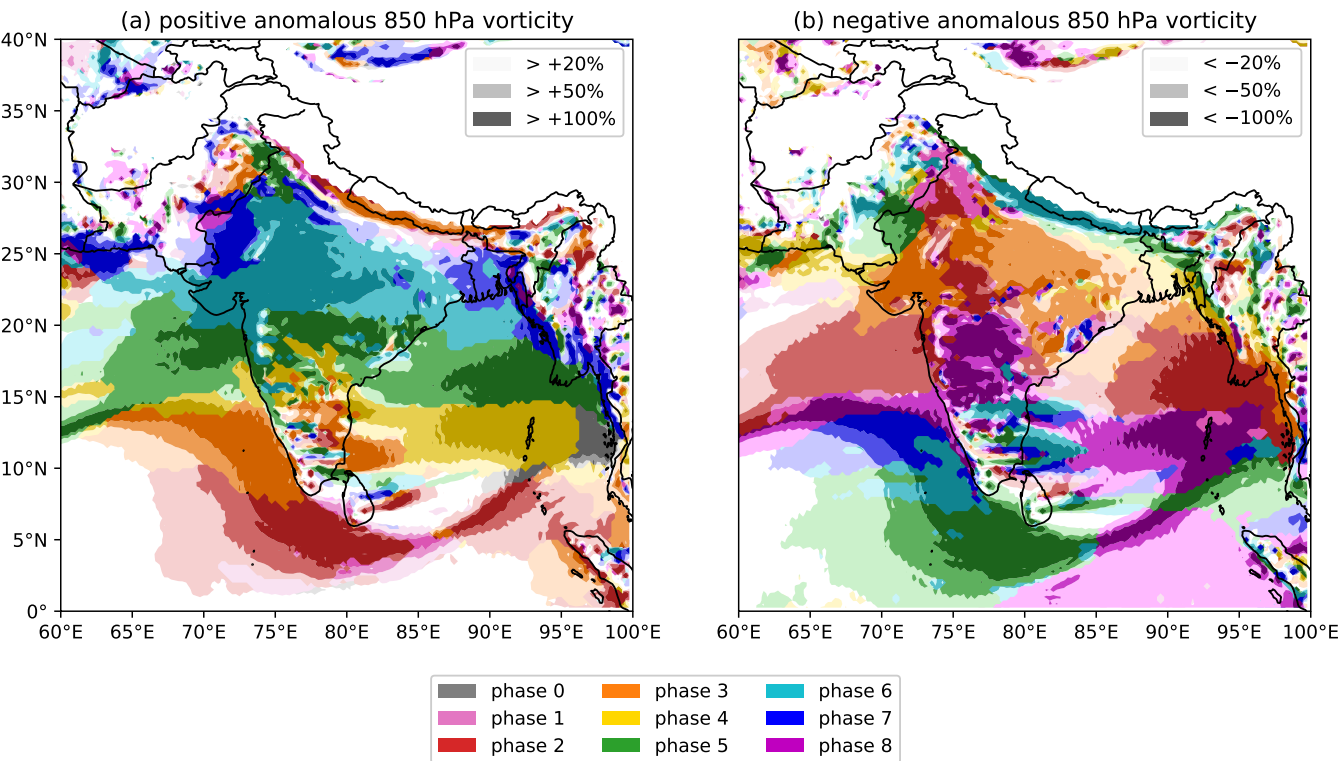 (a) positive anomalous 850 hPa vorticity
(b) negative anomalous 850 hPa vorticity
40°N
35°N
30°N
25°N
20°N
15°N
10°N
5°N
0°
> +20%
> +50%
> +100%
< −20%
< −50%
< −100%
60°E 65°E 70°E 75°E 80°E 85°E 90°E 95°E 100°E
60°E 65°E 70°E 75°E 80°E 85°E 90°E 95°E 100°E
phase 0 phase 3 phase 6
phase 1 phase 4 phase 7
phase 2 phase 5 phase 8